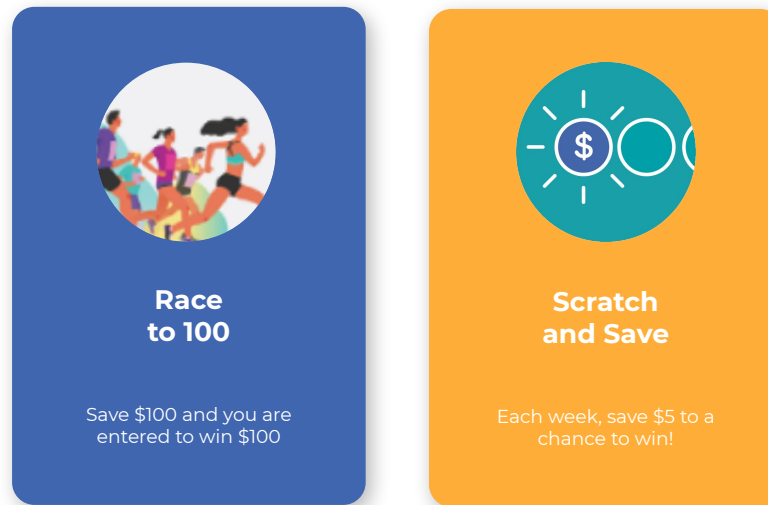 Race
to 100
Save $100 and you are
entered to win $100
$
Scratch
and Save
Each week, save $5 to a
chance to win!